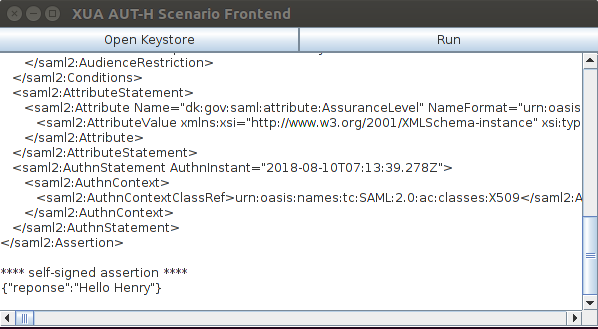 XUA AUT-H Scenario Frontend
Open Keystore
Run
</saml2:AudienceRestriction>
</saml2:Conditions>
<saml2:AttributeStatement>
<saml2:Attribute Name="dk:gov:saml:attribute:AssuranceLevel" NameFormat="urn:oasis
<saml2:AttributeValue xmlns:xsi="http://www.w3.org/2001/XMLSchema-instance" xsi:typ
</saml2:Attribute>
</saml2:AttributeStatement>
<saml2:AuthnStatement AuthnInstant="2018-08-10T07:13:39.278Z">
<saml2:AuthnContext>
<saml2:AuthnContextClassRef>urn:oasis:names:tc:SAML:2.0:ac:classes:X509</saml2:A
</saml2:AuthnContext>
</saml2:AuthnStatement>
</saml2:Assertion>
**** self-signed assertion ****
{"reponse":"Hello Henry"}